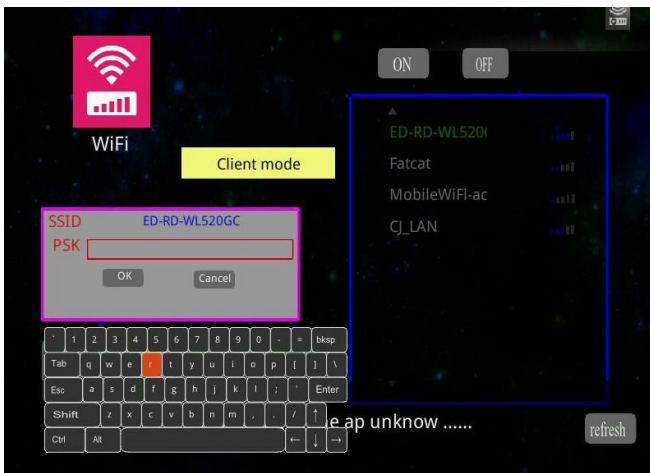 ON OFF
WiFi
Client mode
ED-RD-WL520
Fatcat
MobileWiFi-ac
CJ_LAN
SSID ED-RD-WL520GC
PSK
OK Cancel
` 1 2 3 4 5 6 7 8 9 0 - = bksp
Tab q w e r t y u i o p [ ] \
Esc a s d f g h j k l ; ' Enter
Shift z x c v b n m , . / ↑
Ctrl Alt ← ↓ →
e ap unknow ......
refresh